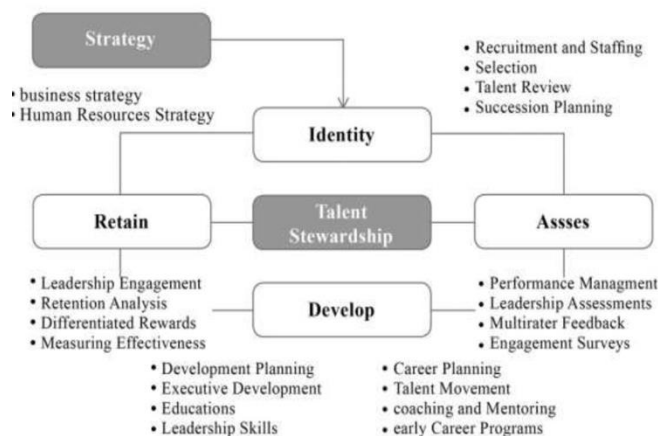 Strategy
• business strategy
• Human Resources Strategy
• Recruitment and Staffing
• Selection
• Talent Review
• Succession Planning
Identity
Retain
Talent
Stewardship
Assses
• Leadership Engagement
• Retention Analysis
• Differentiated Rewards
• Measuring Effectiveness
Develop
• Performance Managment
• Leadership Assessments
• Multirater Feedback
• Engagement Surveys
• Development Planning
• Executive Development
• Educations
• Leadership Skills
• Career Planning
• Talent Movement
• coaching and Mentoring
• early Career Programs